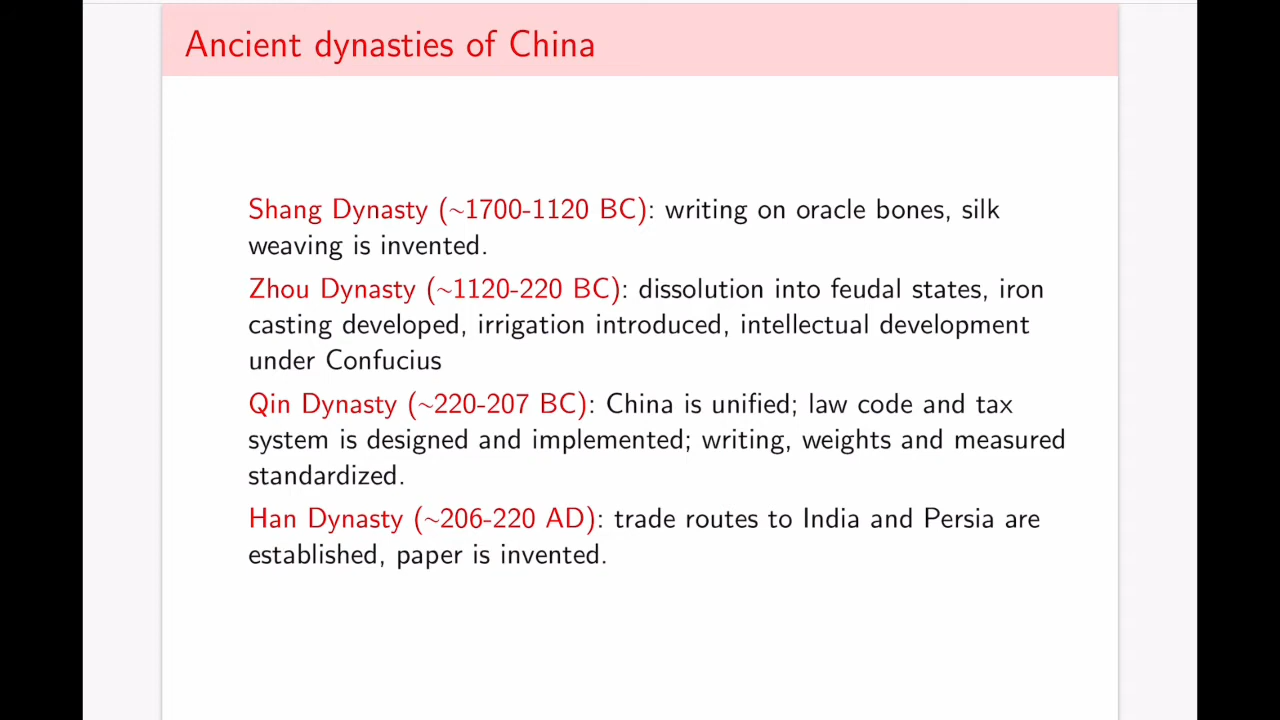 Ancient dynasties of China
Shang Dynasty (~1700-1120 BC): writing on oracle bones, silk
weaving is invented.
Zhou Dynasty (~1120-220 BC): dissolution into feudal states, iron
casting developed, irrigation introduced, intellectual development
under Confucius
Qin Dynasty (~220-207 BC): China is unified; law code and tax
system is designed and implemented; writing, weights and measured
standardized.
Han Dynasty (~206-220 AD): trade routes to India and Persia are
established, paper is invented.